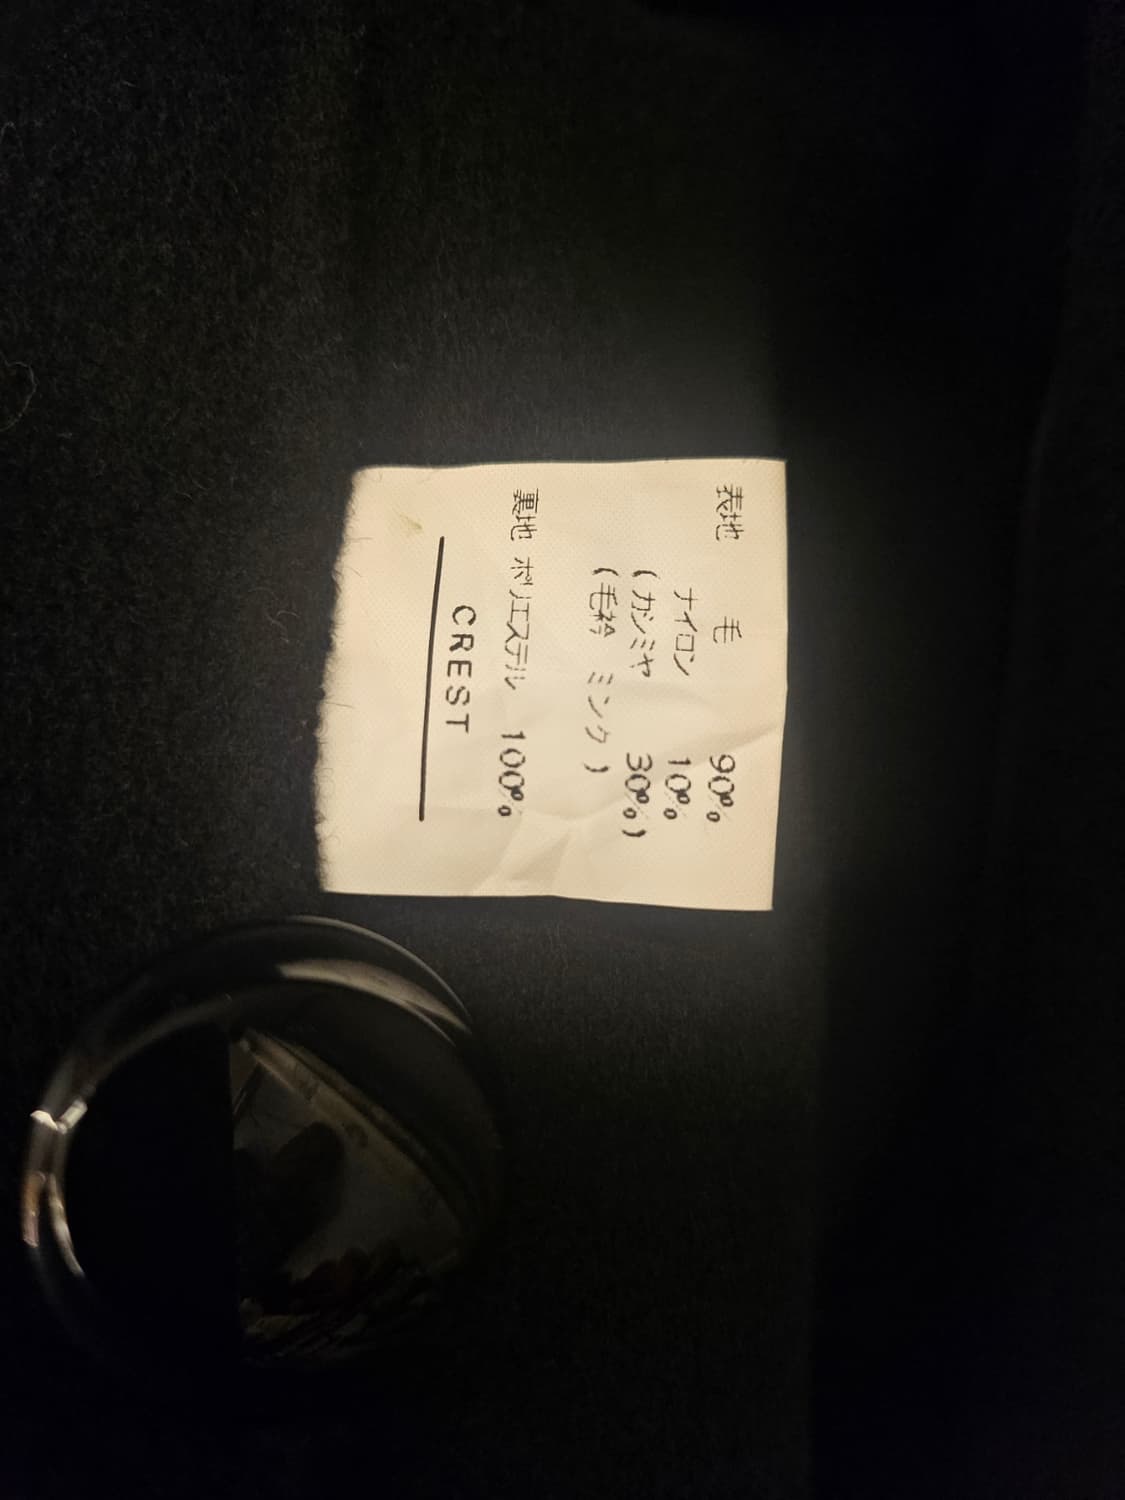 表地 毛 90%
ナイロン 10%
(カシミヤ 30%)
(毛衿 ミンク)
裏地 ポリエステル 100%
CREST